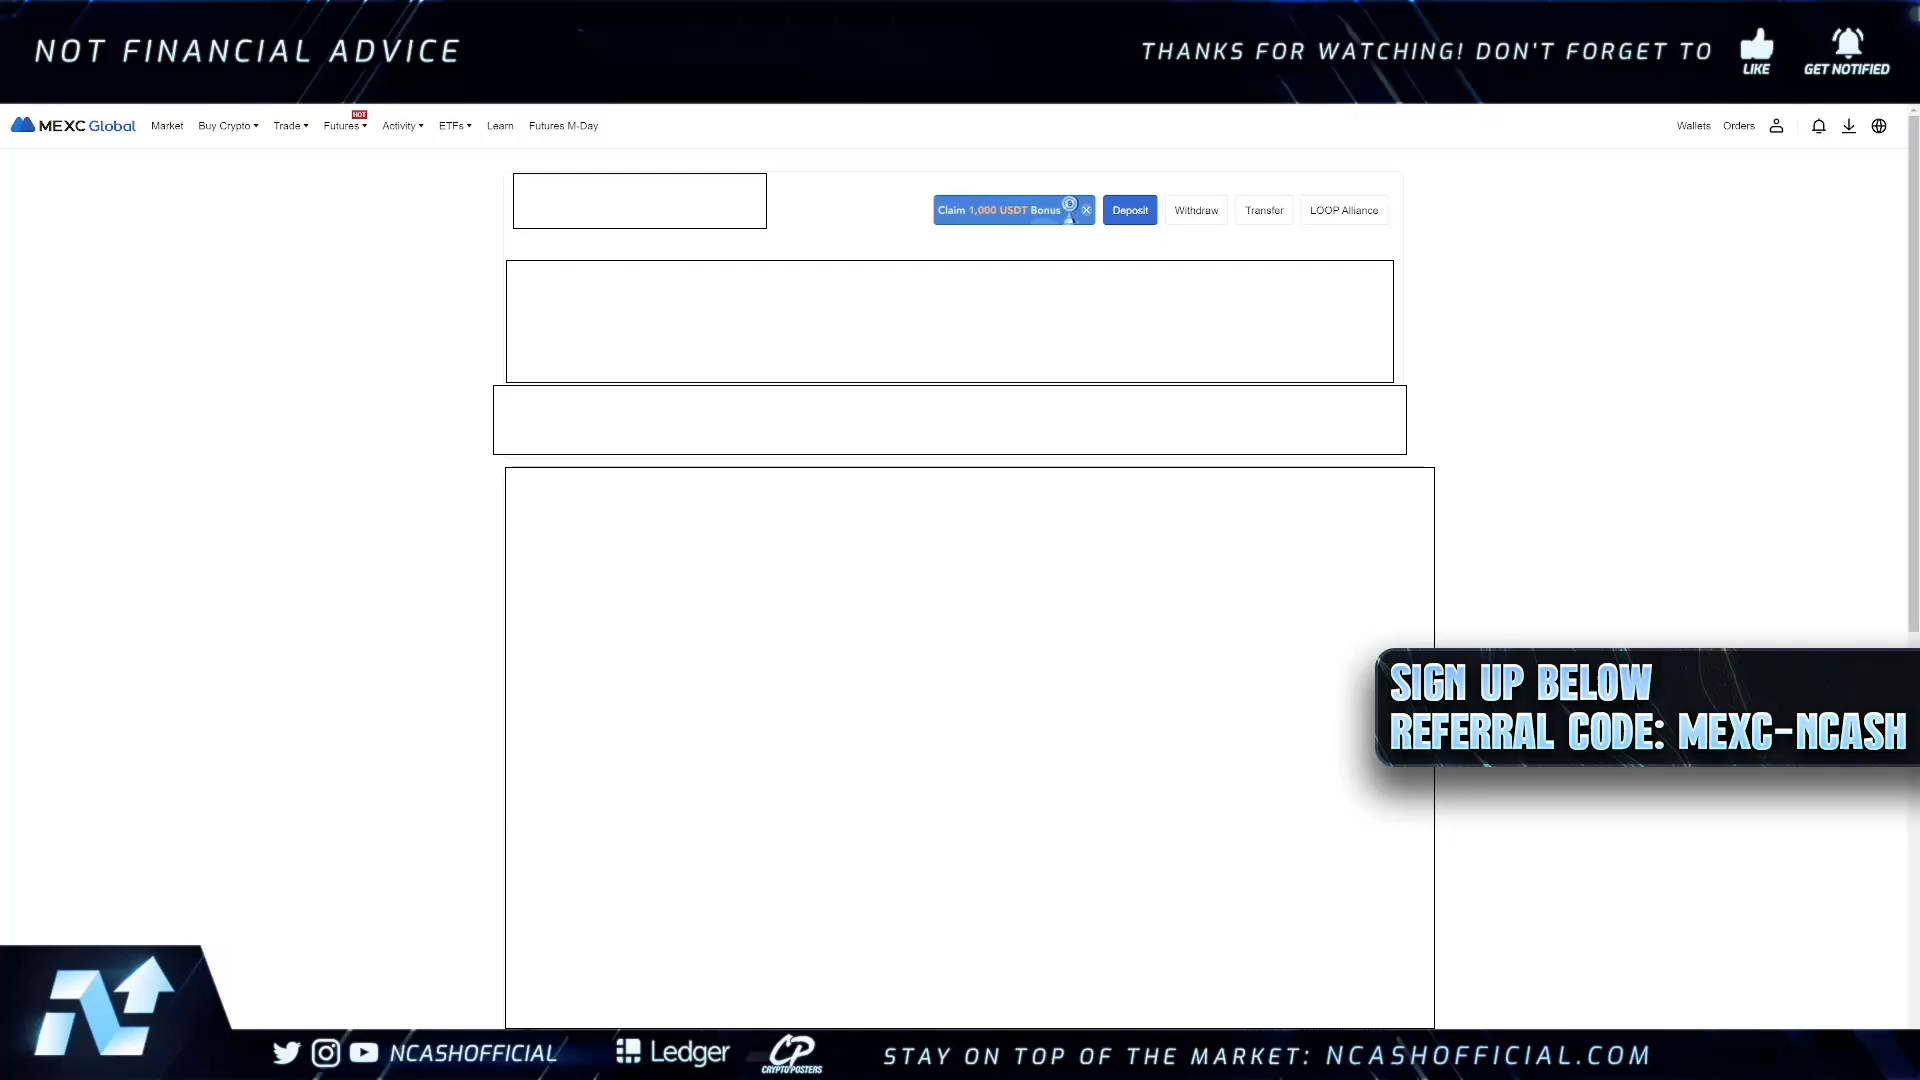 NOT FINANCIAL ADVICE
THANKS FOR WATCHING! DON'T FORGET TO
LIKE
GET NOTIFIED
MEXC Global
Market
Buy Crypto
Trade
HOT
Futures
Activity
ETFs
Learn
Futures M-Day
Wallets
Orders
Claim 1,000 USDT Bonus
Deposit
Withdraw
Transfer
LOOP Alliance
SIGN UP BELOW
REFERRAL CODE: MEXC-NCASH
NCASHOFFICIAL
Ledger
CP
CRYPTOPOSTERS
STAY ON TOP OF THE MARKET: NCASHOFFICIAL.COM